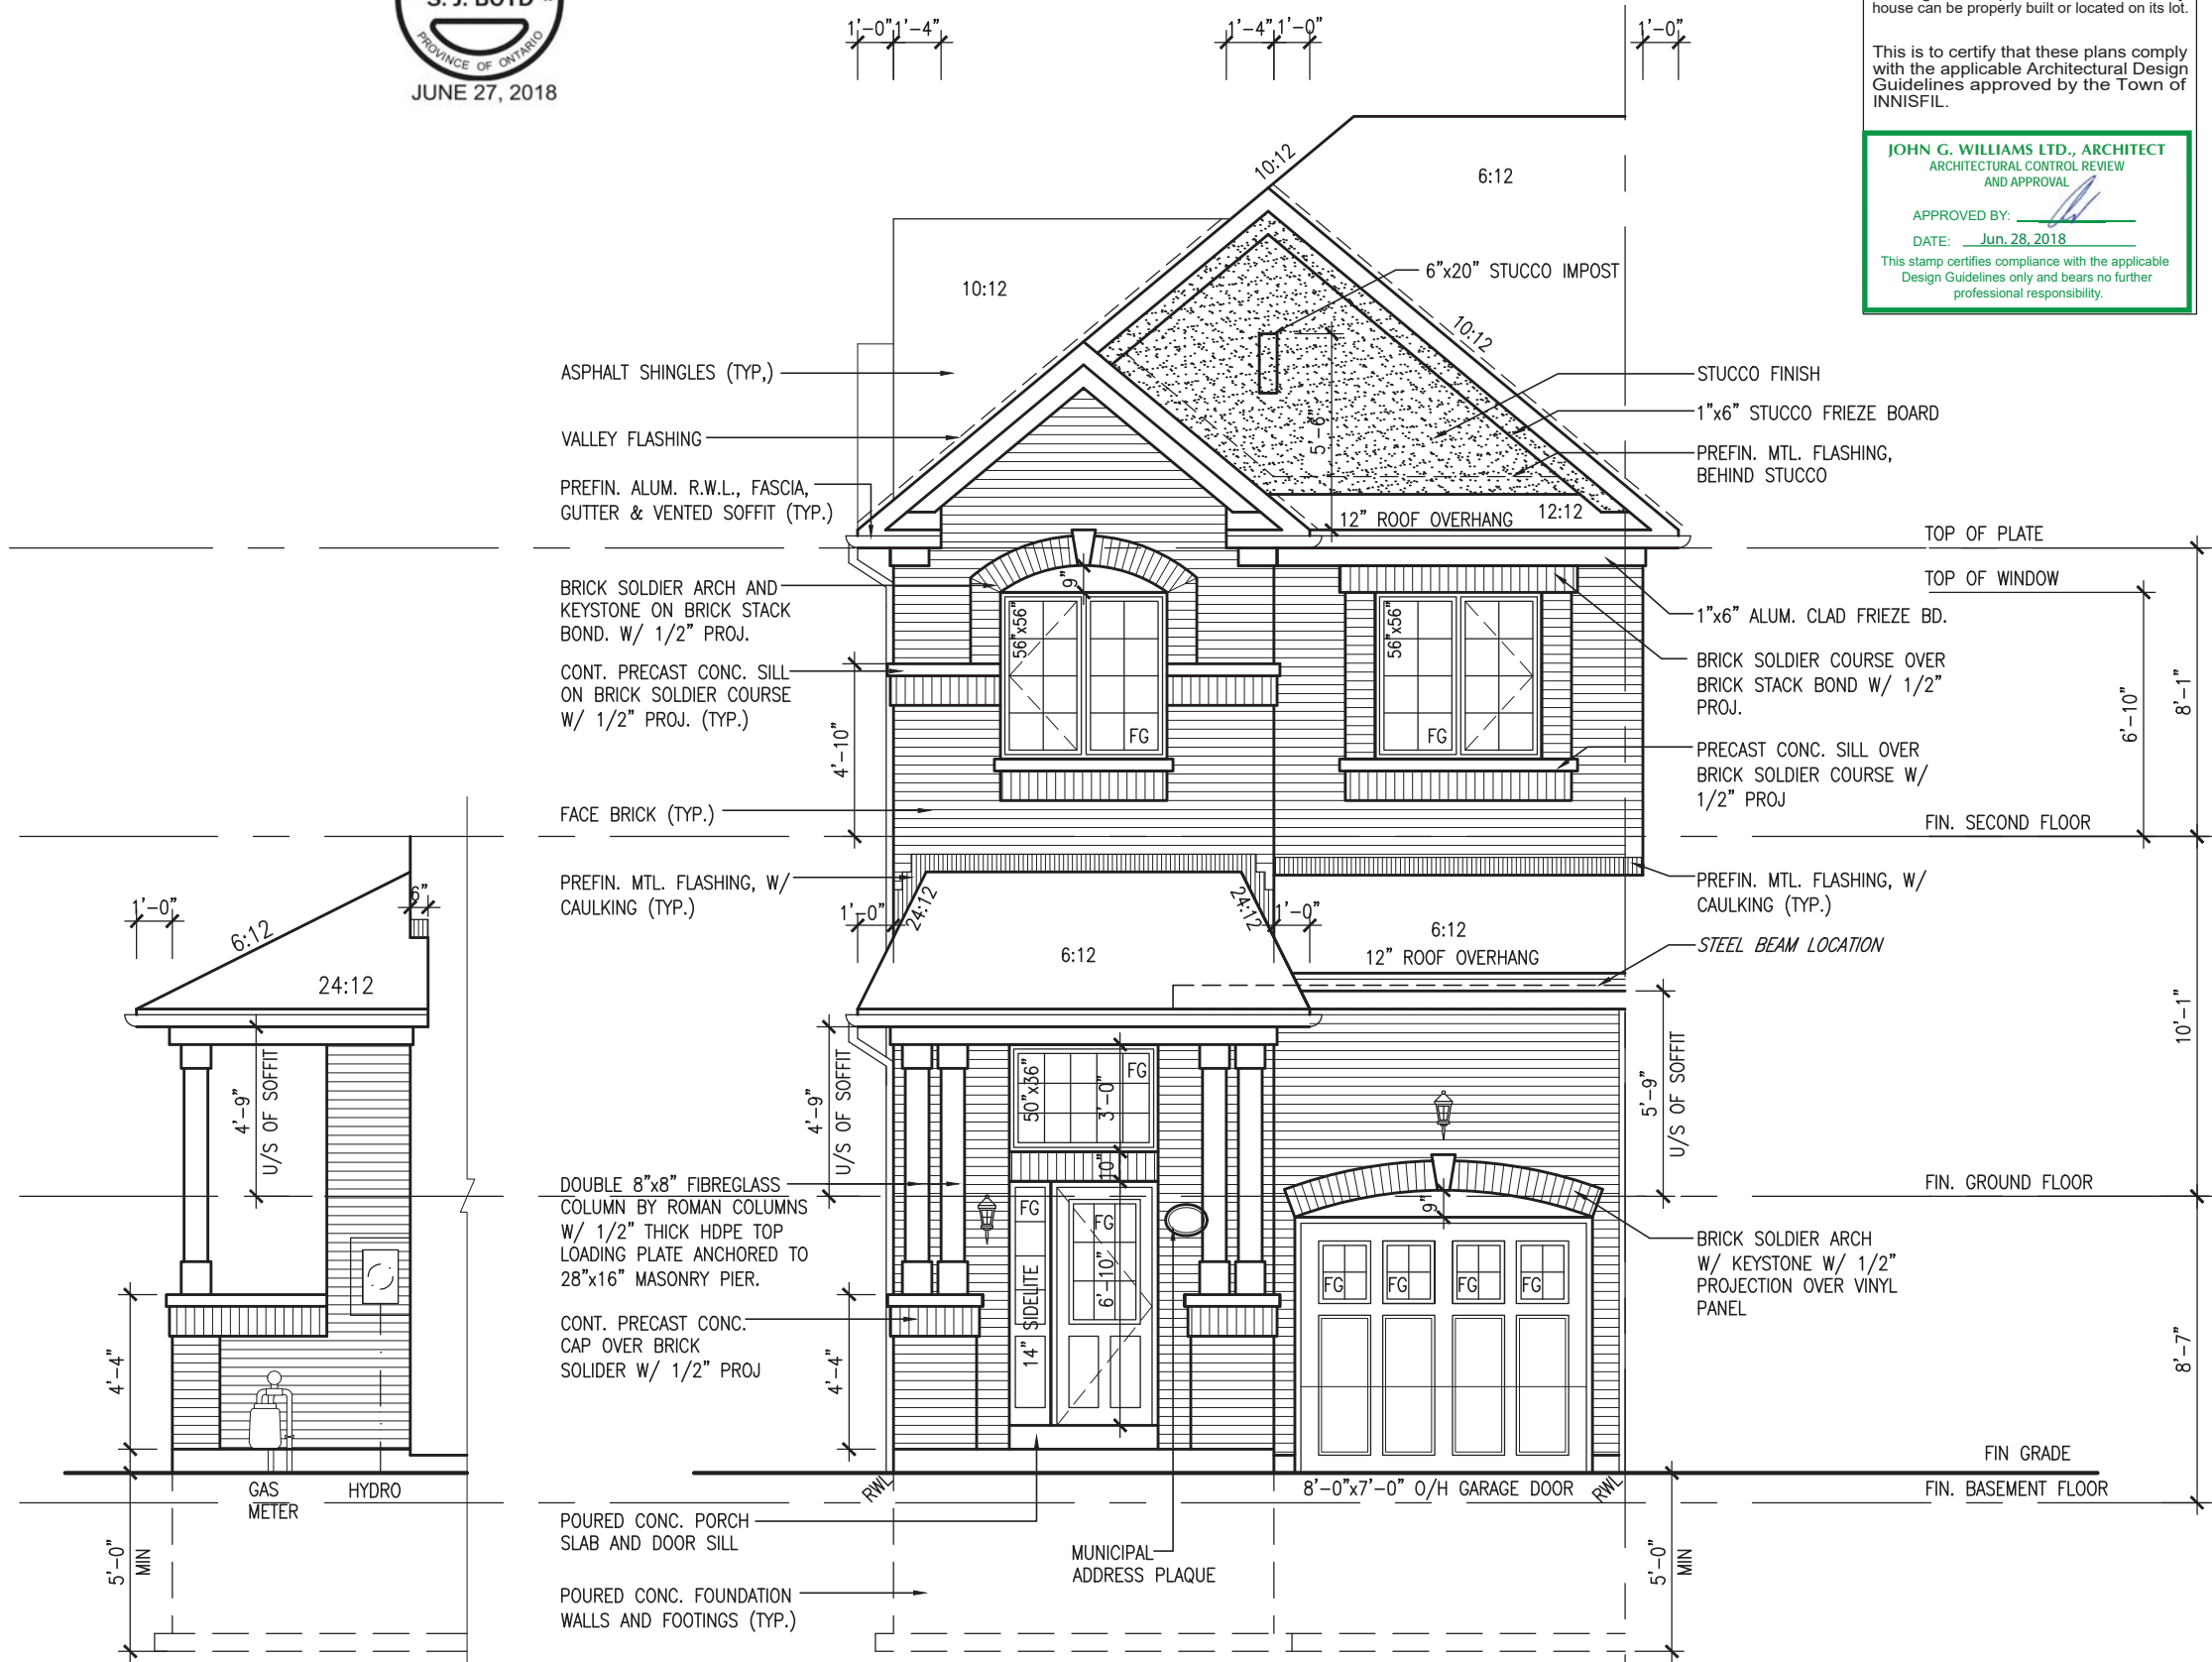 S. J. BOYD
PROVINCE OF ONTARIO
JUNE 27, 2018
house can be properly built or located on its lot.
This is to certify that these plans comply
with the applicable Architectural Design
Guidelines approved by the Town of
INNISFIL.
JOHN G. WILLIAMS LTD., ARCHITECT
ARCHITECTURAL CONTROL REVIEW
AND APPROVAL
APPROVED BY:
DATE: Jun. 28, 2018
This stamp certifies compliance with the applicable
Design Guidelines only and bears no further
professional responsibility.
1'-0" 1'-4"
1'-4" 1'-0"
1'-0"
10:12
6:12
10:12
10:12
6"x20" STUCCO IMPOST
5'-6"
12" ROOF OVERHANG
12:12
ASPHALT SHINGLES (TYP,)
VALLEY FLASHING
PREFIN. ALUM. R.W.L., FASCIA,
GUTTER & VENTED SOFFIT (TYP.)
BRICK SOLDIER ARCH AND
KEYSTONE ON BRICK STACK
BOND. W/ 1/2" PROJ.
CONT. PRECAST CONC. SILL
ON BRICK SOLDIER COURSE
W/ 1/2" PROJ. (TYP.)
FACE BRICK (TYP.)
PREFIN. MTL. FLASHING, W/
CAULKING (TYP.)
STUCCO FINISH
1"x6" STUCCO FRIEZE BOARD
PREFIN. MTL. FLASHING,
BEHIND STUCCO
TOP OF PLATE
TOP OF WINDOW
1"x6" ALUM. CLAD FRIEZE BD.
BRICK SOLDIER COURSE OVER
BRICK STACK BOND W/ 1/2"
PROJ.
PRECAST CONC. SILL OVER
BRICK SOLDIER COURSE W/
1/2" PROJ
FIN. SECOND FLOOR
PREFIN. MTL. FLASHING, W/
CAULKING (TYP.)
STEEL BEAM LOCATION
9"
56"x56"
FG
56"x56"
FG
4'-10"
6'-10"
8'-1"
1'-0"
24:12
6:12
24:12
1'-0"
6:12
12" ROOF OVERHANG
1'-0"
6"
6:12
24:12
4'-9"
U/S OF SOFFIT
4'-9"
U/S OF SOFFIT
5'-9"
U/S OF SOFFIT
10'-1"
50"x36"
FG
3'-0"
10"
FG
FG
6'-10"
14" SIDELITE
9"
FG
FG
FG
FG
FIN. GROUND FLOOR
DOUBLE 8"x8" FIBREGLASS
COLUMN BY ROMAN COLUMNS
W/ 1/2" THICK HDPE TOP
LOADING PLATE ANCHORED TO
28"x16" MASONRY PIER.
CONT. PRECAST CONC.
CAP OVER BRICK
SOLIDER W/ 1/2" PROJ
BRICK SOLDIER ARCH
W/ KEYSTONE W/ 1/2"
PROJECTION OVER VINYL
PANEL
4'-4"
4'-4"
8'-7"
FIN GRADE
FIN. BASEMENT FLOOR
GAS
METER
HYDRO
RWL
8'-0"x7'-0" O/H GARAGE DOOR
RWL
5'-0"
MIN
5'-0"
MIN
POURED CONC. PORCH
SLAB AND DOOR SILL
MUNICIPAL
ADDRESS PLAQUE
POURED CONC. FOUNDATION
WALLS AND FOOTINGS (TYP.)